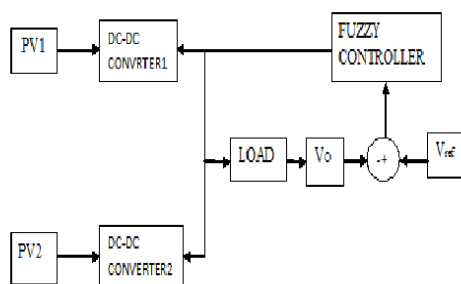 PV1
DC-DC
CONVRTER1
FUZZY
CONTROLLER
LOAD
Vo
-+
Vref
PV2
DC-DC
CONVERTER2